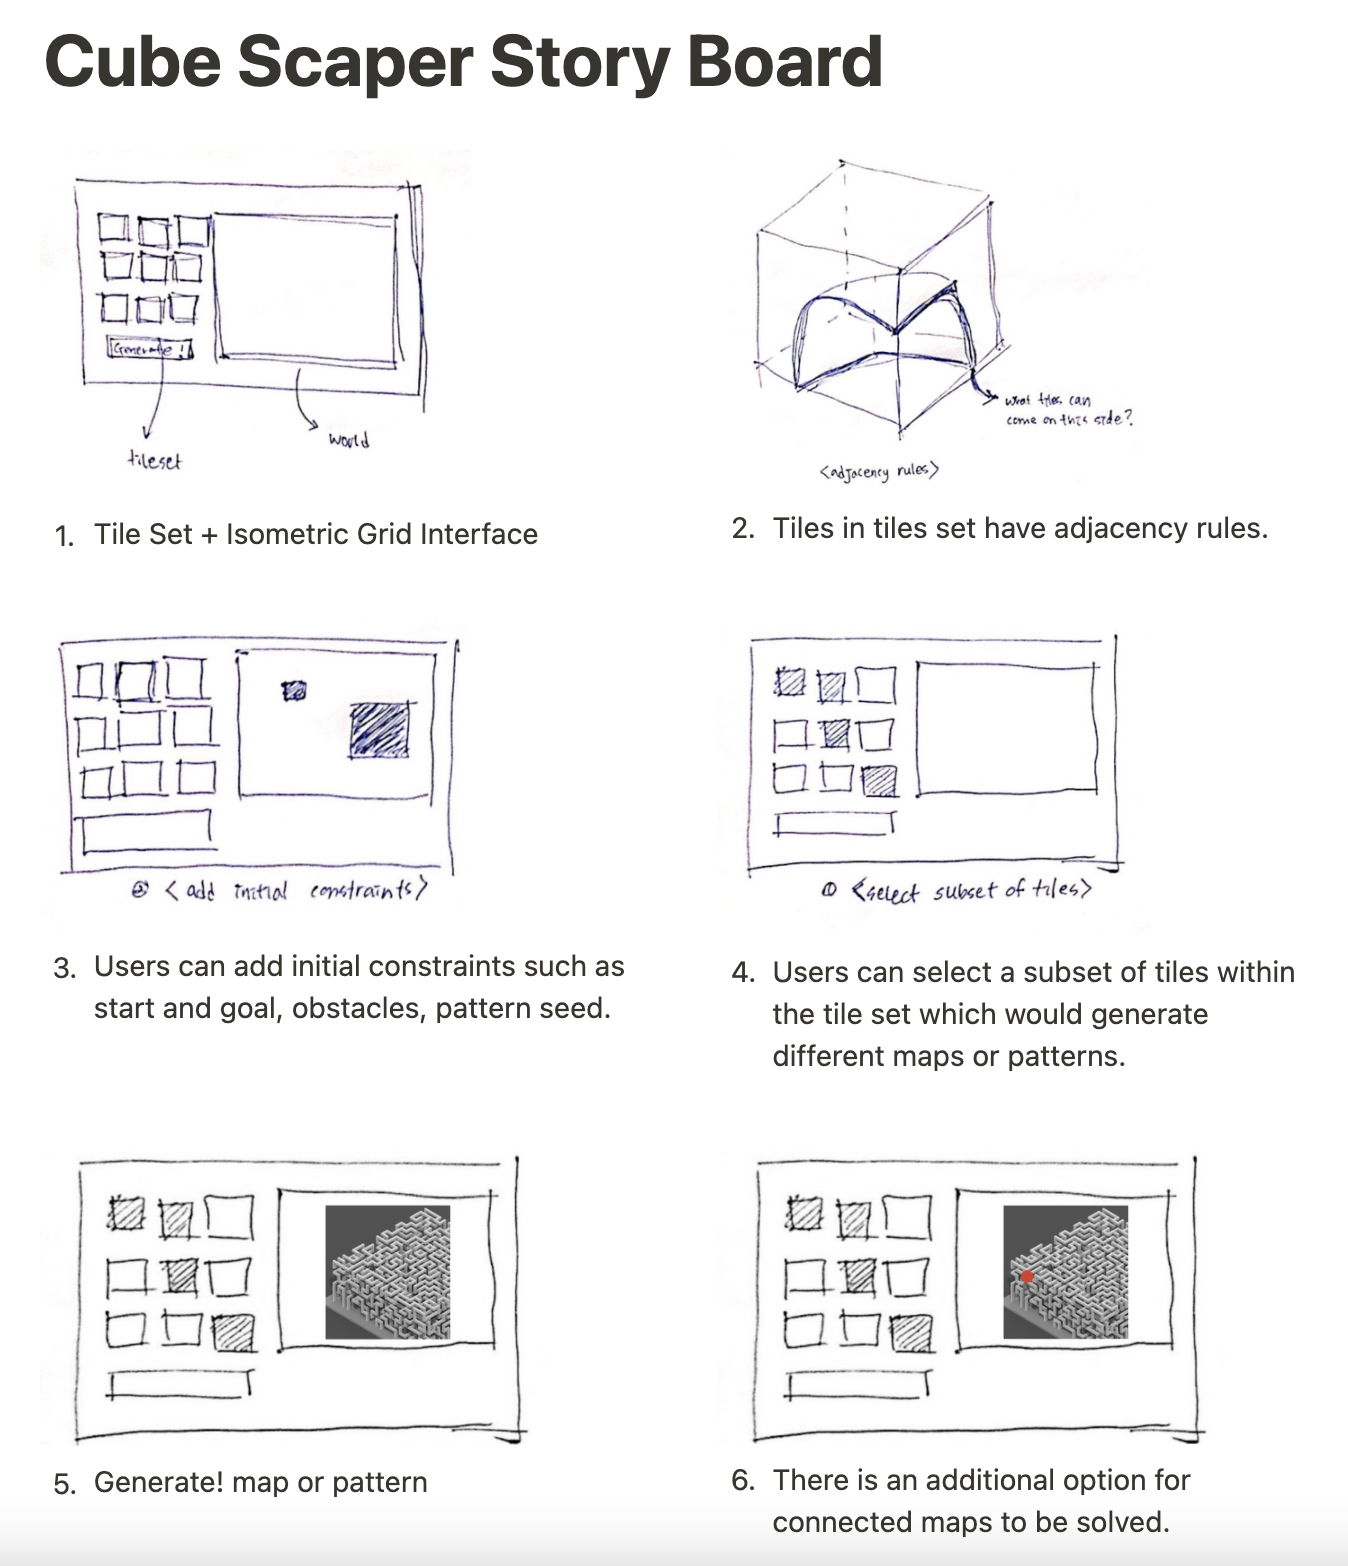 Cube Scaper Story Board
Generate!
tileset
world
1. Tile Set + Isometric Grid Interface
what tiles can
come on this side?
<adjacency rules>
2. Tiles in tiles set have adjacency rules.
② <add initial constraints>
3. Users can add initial constraints such as
start and goal, obstacles, pattern seed.
① <select subset of tiles>
4. Users can select a subset of tiles within
the tile set which would generate
different maps or patterns.
5. Generate! map or pattern
6. There is an additional option for
connected maps to be solved.